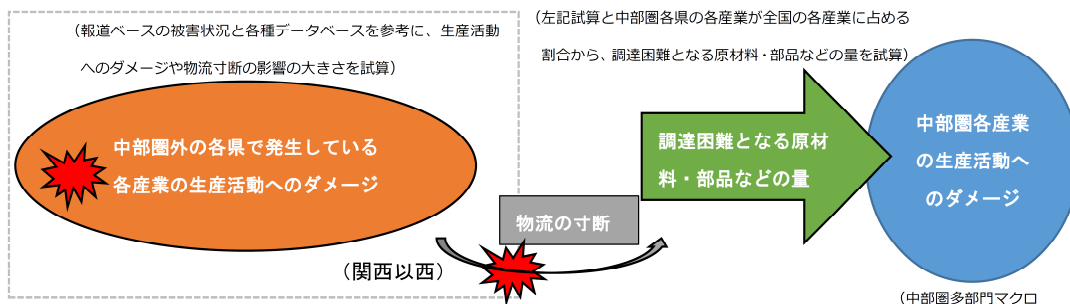 (報道ベースの被害状況と各種データベースを参考に、生産活動
へのダメージや物流寸断の影響の大きさを試算)
中部圏外の各県で発生している
各産業の生産活動へのダメージ
(関西以西)
物流の寸断
(左記試算と中部圏各県の各産業が全国の各産業に占める
割合から、調達困難となる原材料・部品などの量を試算)
調達困難となる原材
料・部品などの量
中部圏各産業
の生産活動へ
のダメージ
(中部圏多部門マクロ